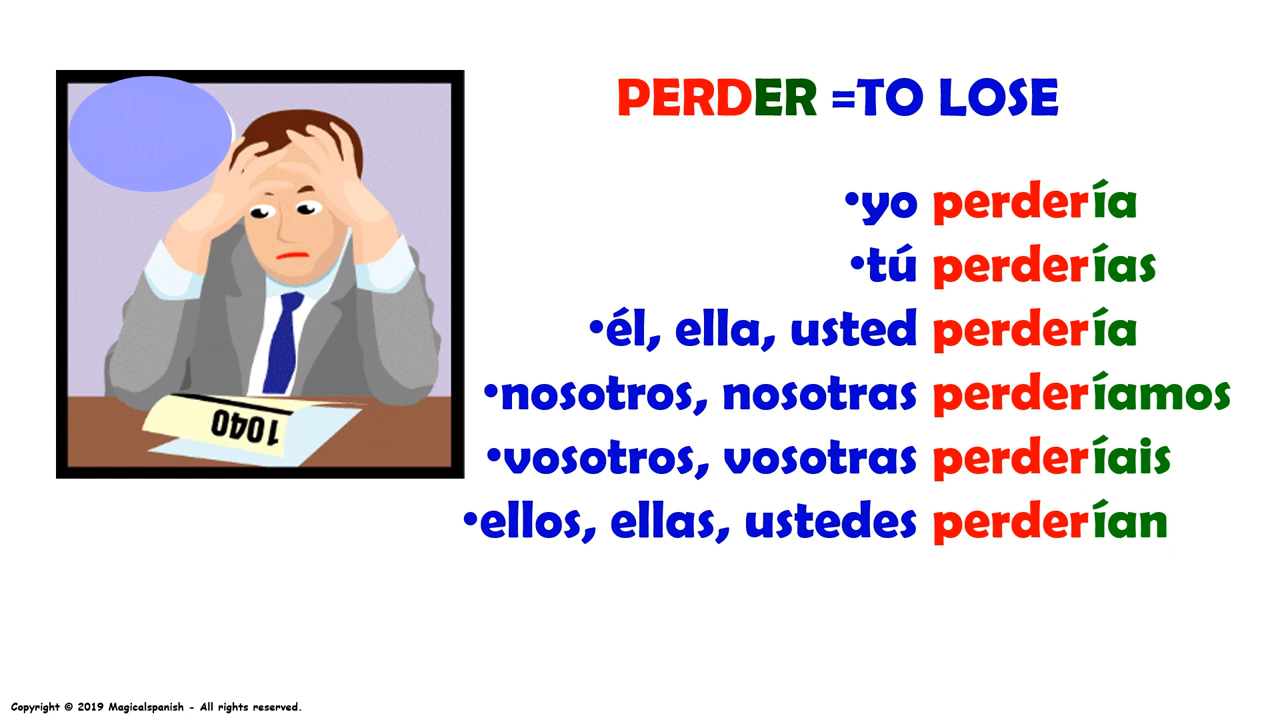 PERDER =TO LOSE
•yo perdería
•tú perderías
•él, ella, usted perdería
•nosotros, nosotras perderíamos
•vosotros, vosotras perderíais
•ellos, ellas, ustedes perderían
1040
Copyright © 2019 Magicalspanish - All rights reserved.